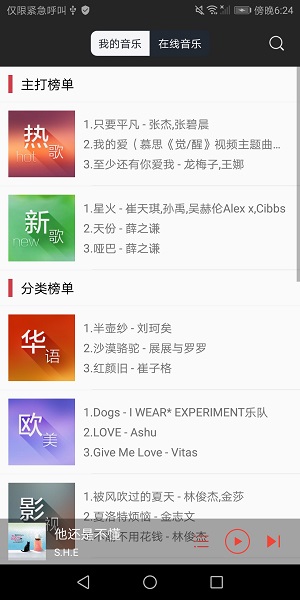 仅限紧急呼叫
傍晚6:24
我的音乐
在线音乐
主打榜单
热歌
hot
1.只要平凡 - 张杰,张碧晨
2.我的爱（慕思《觉/醒》视频主题曲…
3.至少还有你爱我 - 龙梅子,王娜
新歌
new
1.星火 - 崔天琪,孙禹,吴赫伦Alex x,Cibbs
2.天份 - 薛之谦
3.哑巴 - 薛之谦
分类榜单
华语
1.半壶纱 - 刘珂矣
2.沙漠骆驼 - 展展与罗罗
3.红颜旧 - 崔子格
欧美
1.Dogs - I WEAR* EXPERIMENT乐队
2.LOVE - Ashu
3.Give Me Love - Vitas
影视
1.被风吹过的夏天 - 林俊杰,金莎
2.夏洛特烦恼 - 金志文
不用花钱 - 林俊杰
他还是不懂
S.H.E